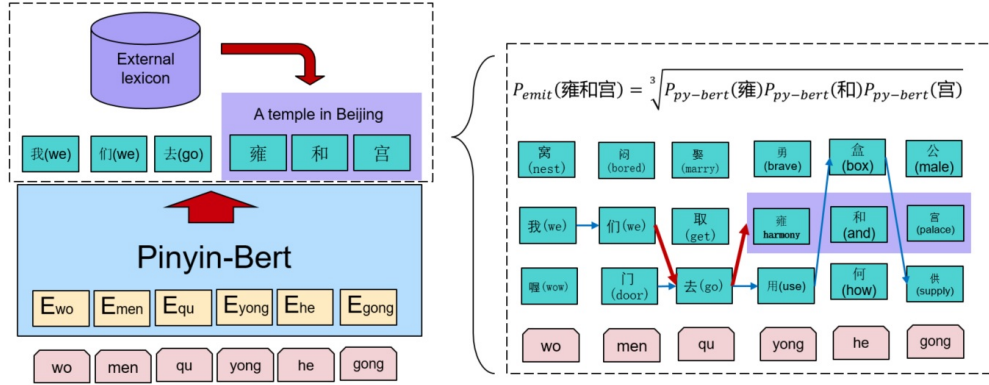 External
lexicon
A temple in Beijing
我(we) 们(we) 去(go) 雍 和 宫
Pinyin-Bert
Ewo Emen Equ Eyong Ehe Egong
wo men qu yong he gong
P_emit(雍和宫) = ∛P_py-bert(雍)P_py-bert(和)P_py-bert(宫)
窝 闷 娶 勇 盒 公
(nest) (bored) (marry) (brave) (box) (male)
我(we) 们(we) 取 雍 和 宫
(get) harmony (and) (palace)
喔(wow) 门 去(go) 用(use) 何 供
(door) (how) (supply)
wo men qu yong he gong